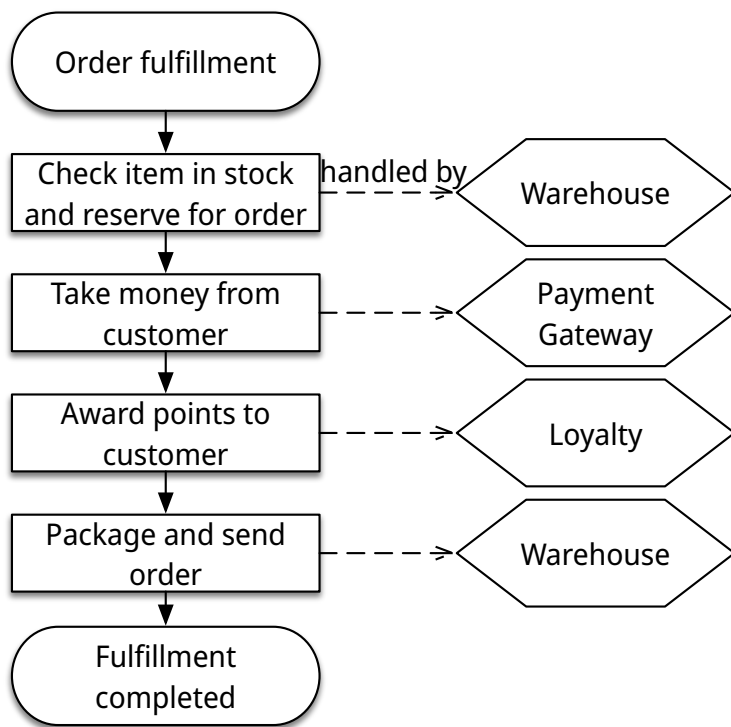 Order fulfillment
Check item in stock
and reserve for order
handled by
Warehouse
Take money from
customer
Payment
Gateway
Award points to
customer
Loyalty
Package and send
order
Warehouse
Fulfillment
completed